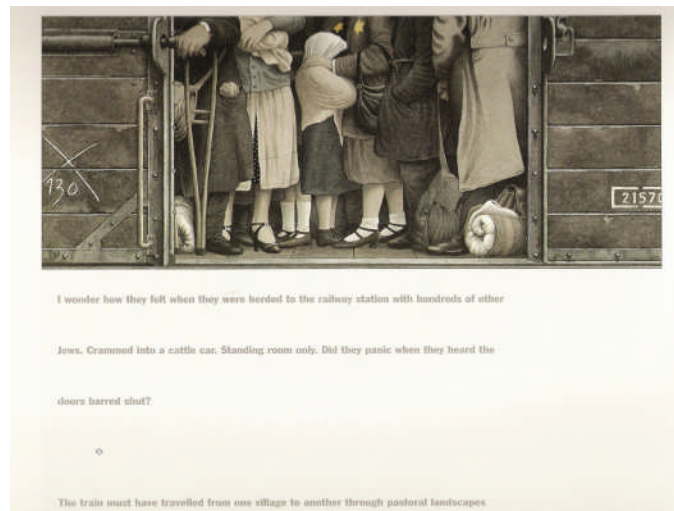 130
2157
I wonder how they felt when they were herded to the railway station with hundreds of other
Jews. Crammed into a cattle car. Standing room only. Did they panic when they heard the
doors barred shut?
The train must have travelled from one village to another through pastoral landscapes